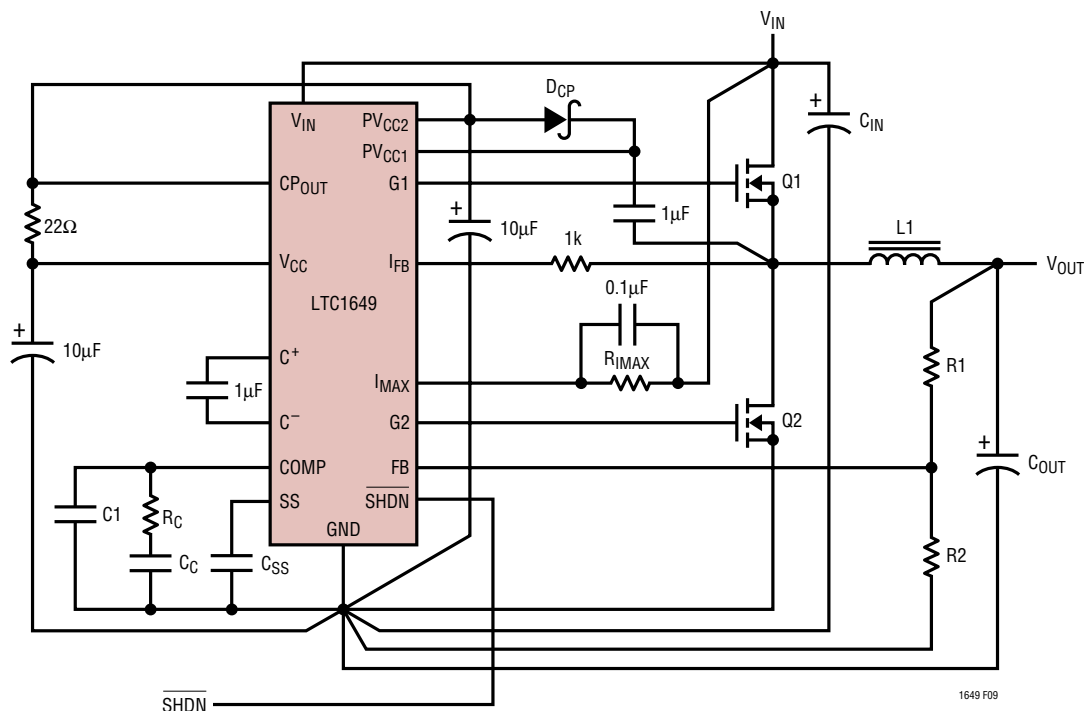 VIN
DCP
VIN
PVCC2
PVCC1
CPOUT
G1
Q1
+
CIN
22Ω
+
10µF
1µF
VCC
IFB
1k
L1
VOUT
LTC1649
0.1µF
+
10µF
C+
RIMAX
R1
1µF
IMAX
C−
G2
Q2
+
COUT
COMP
FB
C1
RC
SS
SHDN
GND
CC
CSS
R2
SHDN
1649 F09